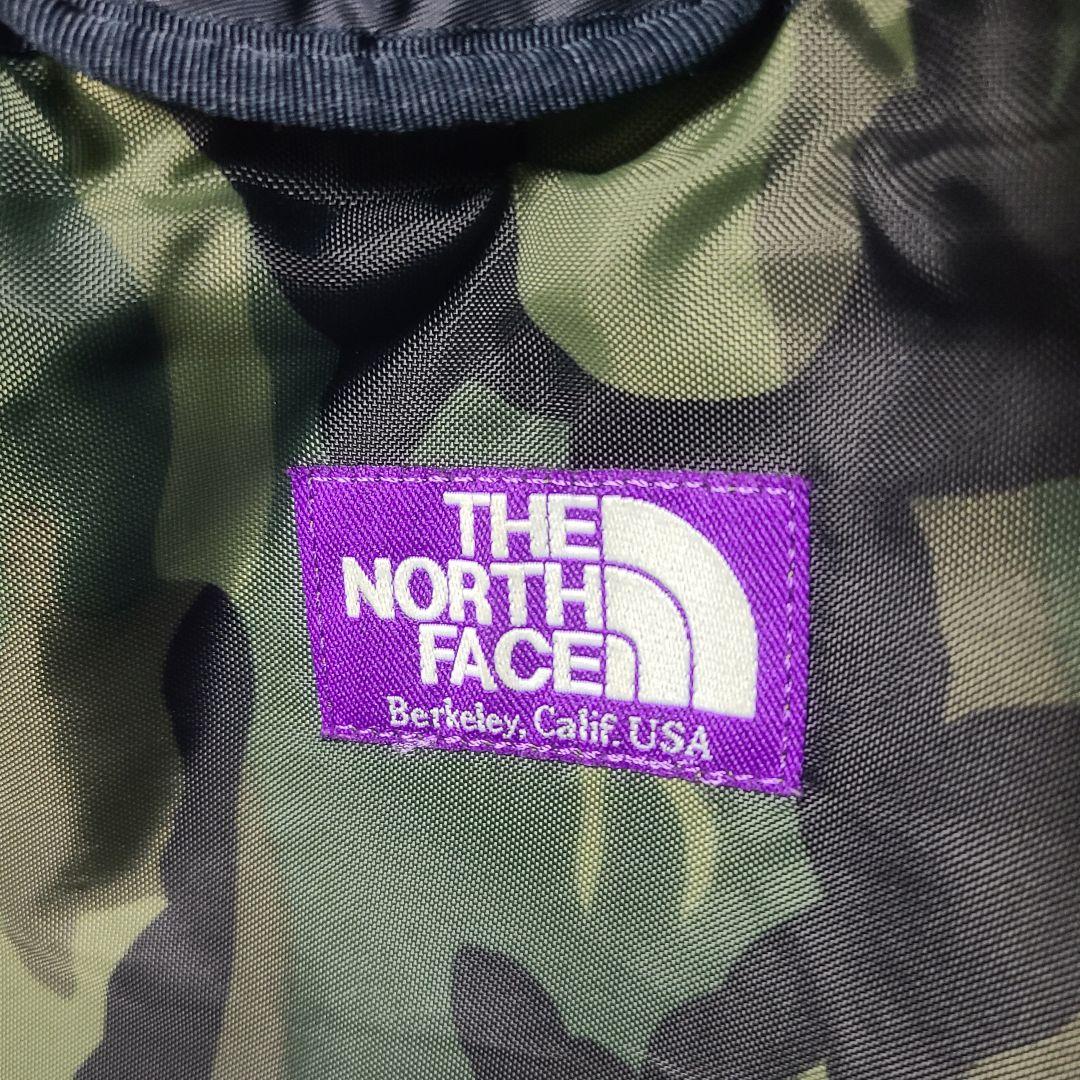 THE
NORTH
FACE
Berkeley, Calif. USA